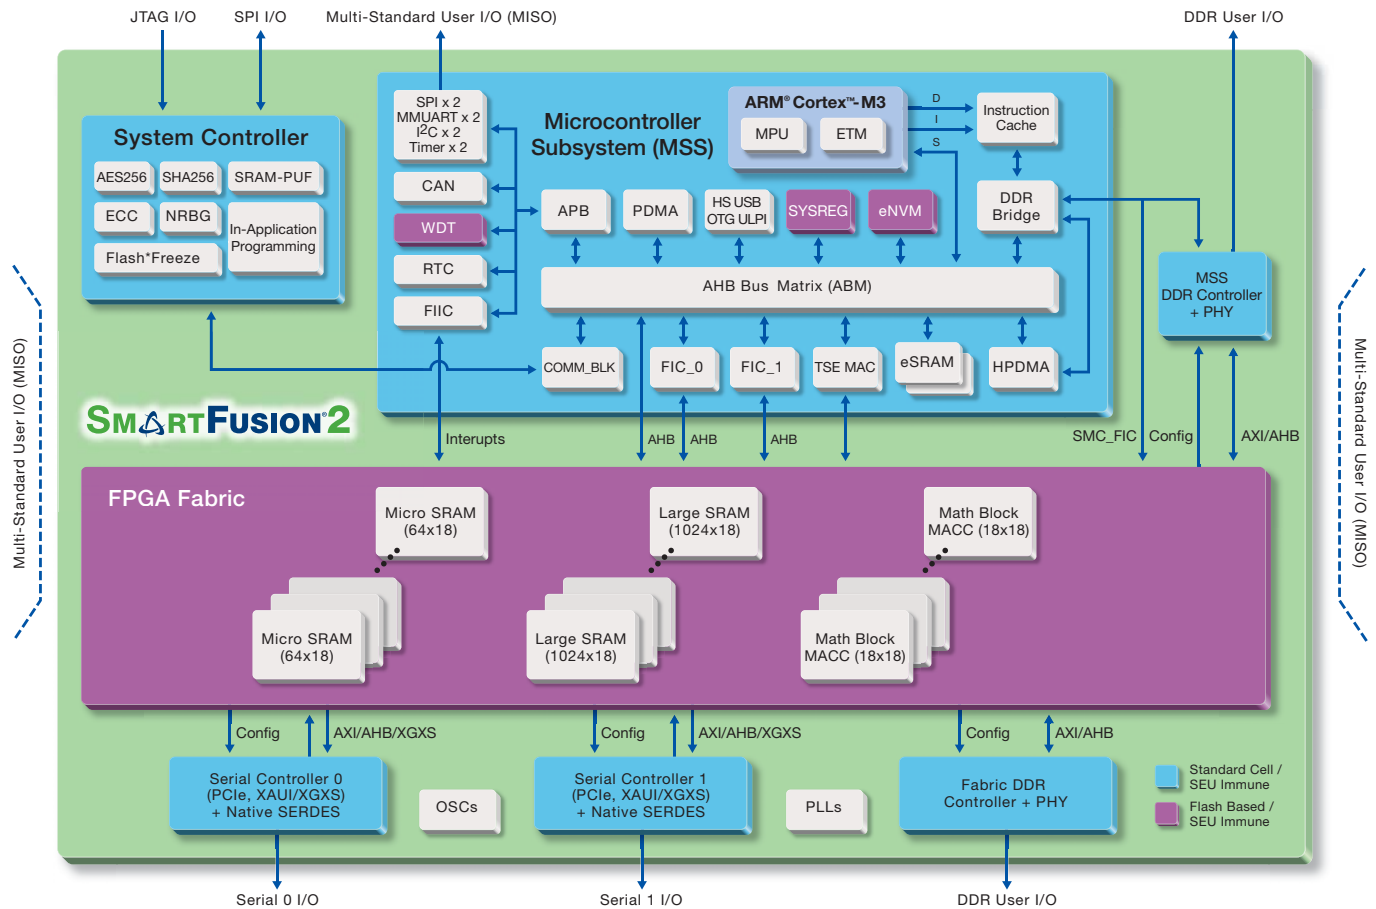 JTAG I/O
SPI I/O
Multi-Standard User I/O (MISO)
DDR User I/O
System Controller
AES256
SHA256
SRAM-PUF
ECC
NRBG
In-Application
Programming
Flash*Freeze
SPI x 2
MMUART x 2
I2C x 2
Timer x 2
CAN
WDT
RTC
FIIC
Microcontroller
Subsystem (MSS)
ARM® Cortex™-M3
MPU
ETM
D
I
S
Instruction
Cache
DDR
Bridge
APB
PDMA
HS USB
OTG ULPI
SYSREG
eNVM
AHB Bus Matrix (ABM)
COMM_BLK
FIC_0
FIC_1
TSE MAC
eSRAM
HPDMA
MSS
DDR Controller
+ PHY
Multi-Standard User I/O (MISO)
Multi-Standard User I/O (MISO)
SMARTFUSION®2
Interupts
AHB
AHB
AHB
SMC_FIC
Config
AXI/AHB
FPGA Fabric
Micro SRAM
(64x18)
Large SRAM
(1024x18)
Math Block
MACC (18x18)
Micro SRAM
(64x18)
Large SRAM
(1024x18)
Math Block
MACC (18x18)
Config
AXI/AHB/XGXS
Config
AXI/AHB/XGXS
Config
AXI/AHB
Serial Controller 0
(PCIe, XAUI/XGXS)
+ Native SERDES
OSCs
Serial Controller 1
(PCIe, XAUI/XGXS)
+ Native SERDES
PLLs
Fabric DDR
Controller + PHY
Standard Cell /
SEU Immune
Flash Based /
SEU Immune
Serial 0 I/O
Serial 1 I/O
DDR User I/O